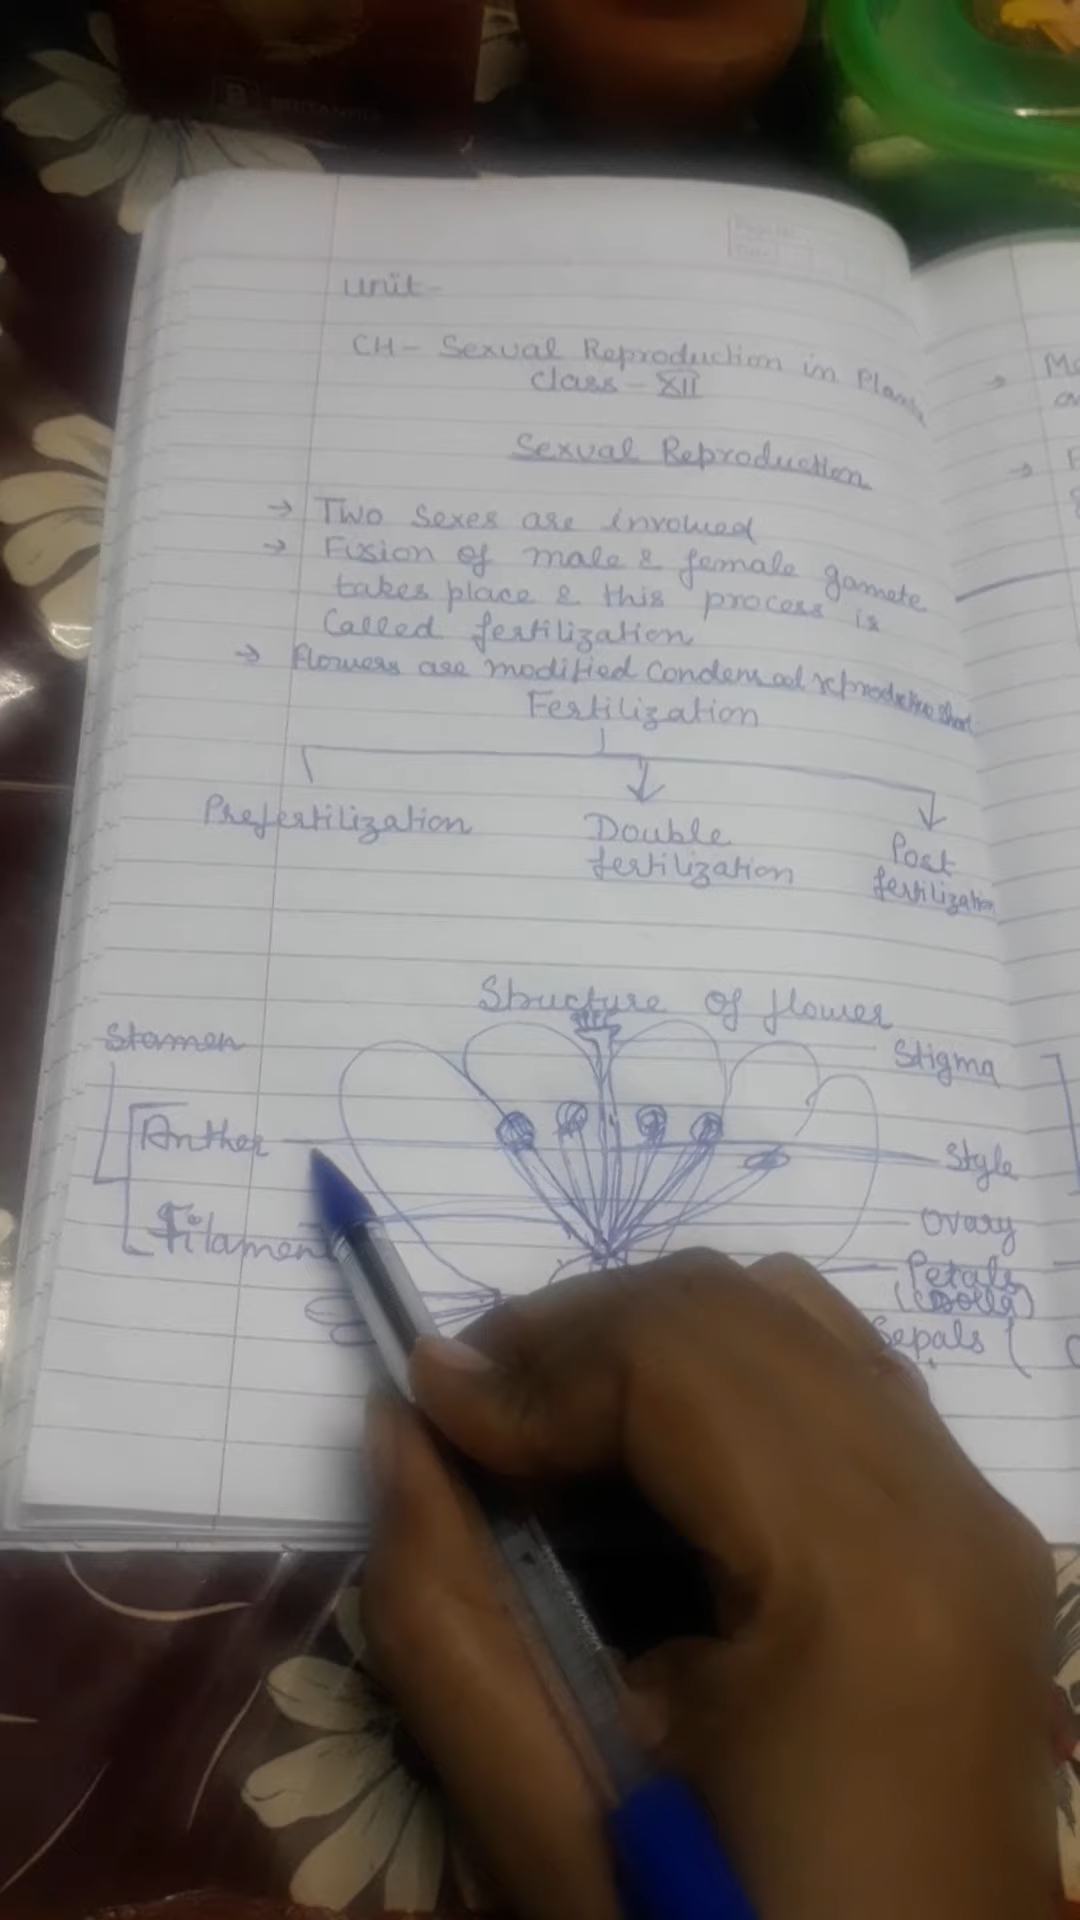 Unit-
CH- Sexual Reproduction in Plants
Class - XII
Sexual Reproduction
→ Two Sexes are involved
→ Fusion of male & female gamete
takes place & this process is
Called fertilization
→ Flowers are modified Condensed reproductive shoot
Fertilization
Prefertilization
Double
fertilization
Post
fertilization
Structure of flower
Stamen
Stigma
Anther
Style
Filamen
Ovary
Petals
Sepals